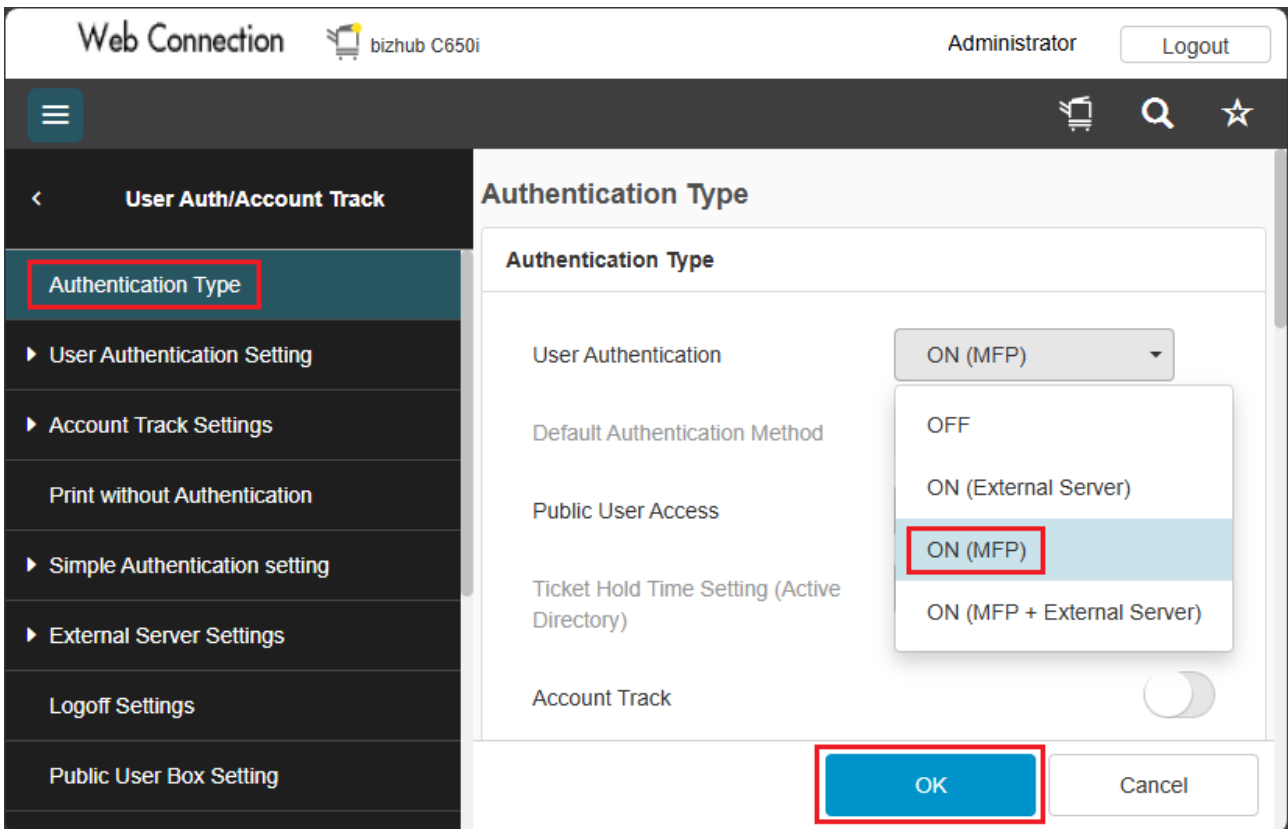 Web Connection
bizhub C650i
Administrator
Logout
User Auth/Account Track
Authentication Type
User Authentication Setting
Account Track Settings
Print without Authentication
Simple Authentication setting
External Server Settings
Logoff Settings
Public User Box Setting
Authentication Type
Authentication Type
User Authentication
ON (MFP)
Default Authentication Method
Public User Access
Ticket Hold Time Setting (Active
Directory)
Account Track
OFF
ON (External Server)
ON (MFP)
ON (MFP + External Server)
OK
Cancel